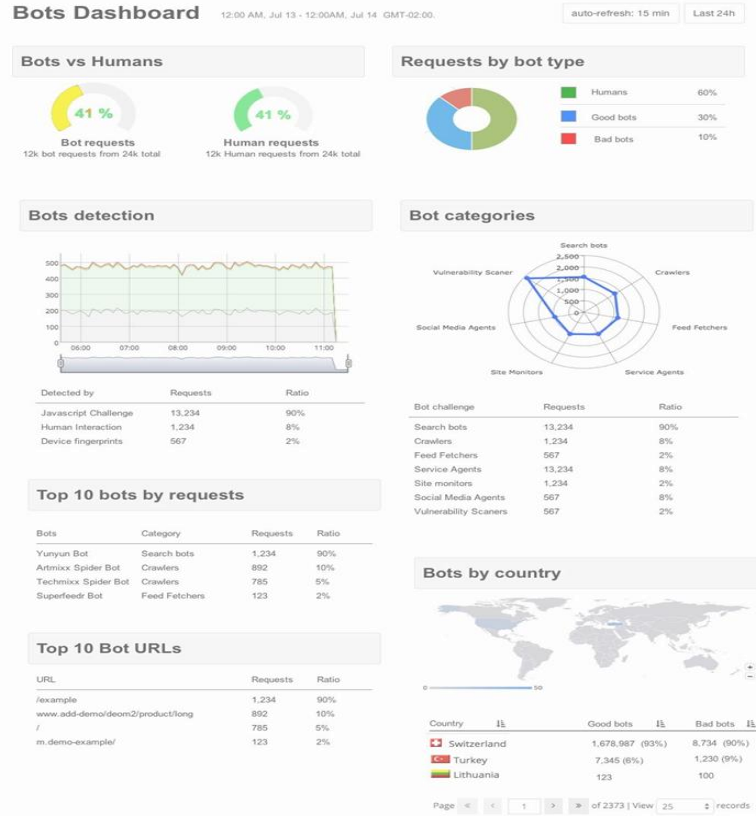 Bots Dashboard 12:00 AM, Jul 13 - 12:00AM, Jul 14 GMT-02:00. auto-refresh: 15 min Last 24h
Bots vs Humans
41 %
Bot requests
12k bot requests from 24k total
41 %
Human requests
12k Human requests from 24k total
Requests by bot type
Humans 60%
Good bots 30%
Bad bots 10%
Bots detection
500
400
300
200
100
0
06:00 07:00 08:00 09:00 10:00 11:00
Detected by Requests Ratio
Javascript Challenge 13,234 90%
Human Interaction 1,234 8%
Device fingerprints 567 2%
Bot categories
Search bots
2,500
2,000
1,500
1,000
500
0
Vulnerability Scaner
Crawlers
Social Media Agents
Feed Fetchers
Site Monitors
Service Agents
Bot challenge Requests Ratio
Search bots 13,234 90%
Crawlers 1,234 8%
Feed Fetchers 567 2%
Service Agents 13,234 8%
Site monitors 1,234 2%
Social Media Agents 567 8%
Vulnerability Scaners 567 2%
Top 10 bots by requests
Bots Category Requests Ratio
Yunyun Bot Search bots 1,234 90%
Artmixx Spider Bot Crawlers 892 10%
Techmixx Spider Bot Crawlers 785 5%
Superfeedr Bot Feed Fetchers 123 2%
Top 10 Bot URLs
URL Requests Ratio
/example 1,234 90%
www.add-demo/deom2/product/long 892 10%
/ 785 5%
m.demo-example/ 123 2%
Bots by country
+
−
0 50
Country Good bots Bad bots
Switzerland 1,678,987 (93%) 8,734 (90%)
Turkey 7,345 (6%) 1,230 (9%)
Lithuania 123 100
Page « ‹ 1 › » of 2373 | View 25 records